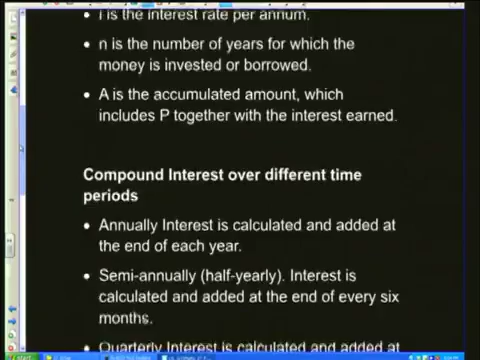 i is the interest rate per annum.
• n is the number of years for which the
money is invested or borrowed.
• A is the accumulated amount, which
includes P together with the interest earned.
Compound Interest over different time
periods
• Annually Interest is calculated and added at
the end of each year.
• Semi-annually (half-yearly). Interest is
calculated and added at the end of every six
months.
• Quarterly Interest is calculated and added at
start